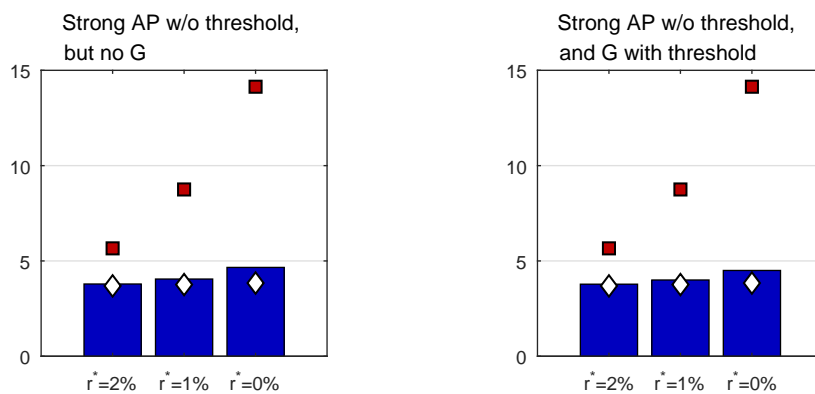 Strong AP w/o threshold,
but no G
15
10
5
0
r*=2% r*=1% r*=0%
Strong AP w/o threshold,
and G with threshold
15
10
5
0
r*=2% r*=1% r*=0%